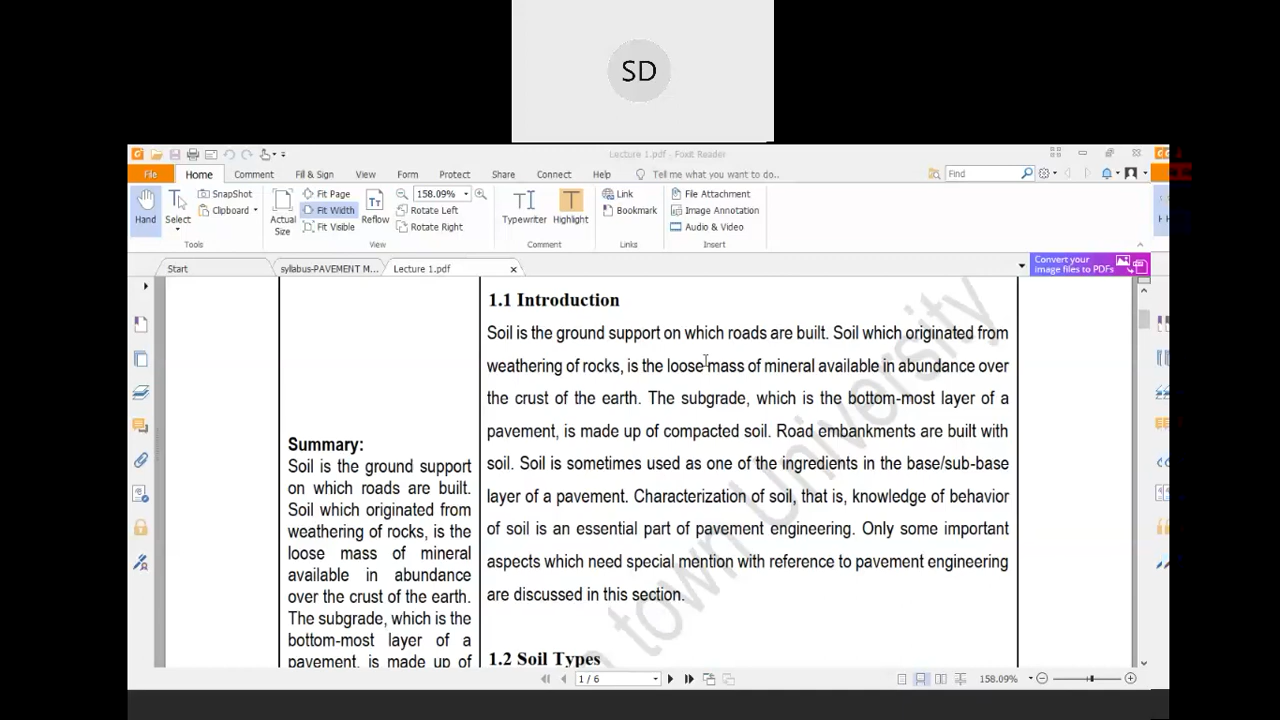 SD
Lecture 1.pdf - Foxit Reader
File Home Comment Fill & Sign View Form Protect Share Connect Help Tell me what you want to do.. Find
Hand
Select
SnapShot
Clipboard
Tools
Actual Size
Fit Page
Fit Width
Fit Visible
Reflow
158.09%
Rotate Left
Rotate Right
View
Typewriter
Highlight
Comment
Link
Bookmark
Links
File Attachment
Image Annotation
Audio & Video
Insert
Start
syllabus-PAVEMENT M...
Lecture 1.pdf
Convert your
image files to PDFs
Summary:
Soil is the ground support
on which roads are built.
Soil which originated from
weathering of rocks, is the
loose mass of mineral
available in abundance
over the crust of the earth.
The subgrade, which is the
bottom-most layer of a
pavement, is made up of
1.1 Introduction
Soil is the ground support on which roads are built. Soil which originated from
weathering of rocks, is the loose mass of mineral available in abundance over
the crust of the earth. The subgrade, which is the bottom-most layer of a
pavement, is made up of compacted soil. Road embankments are built with
soil. Soil is sometimes used as one of the ingredients in the base/sub-base
layer of a pavement. Characterization of soil, that is, knowledge of behavior
of soil is an essential part of pavement engineering. Only some important
aspects which need special mention with reference to pavement engineering
are discussed in this section.
1.2 Soil Types
town University
1 / 6
158.09%